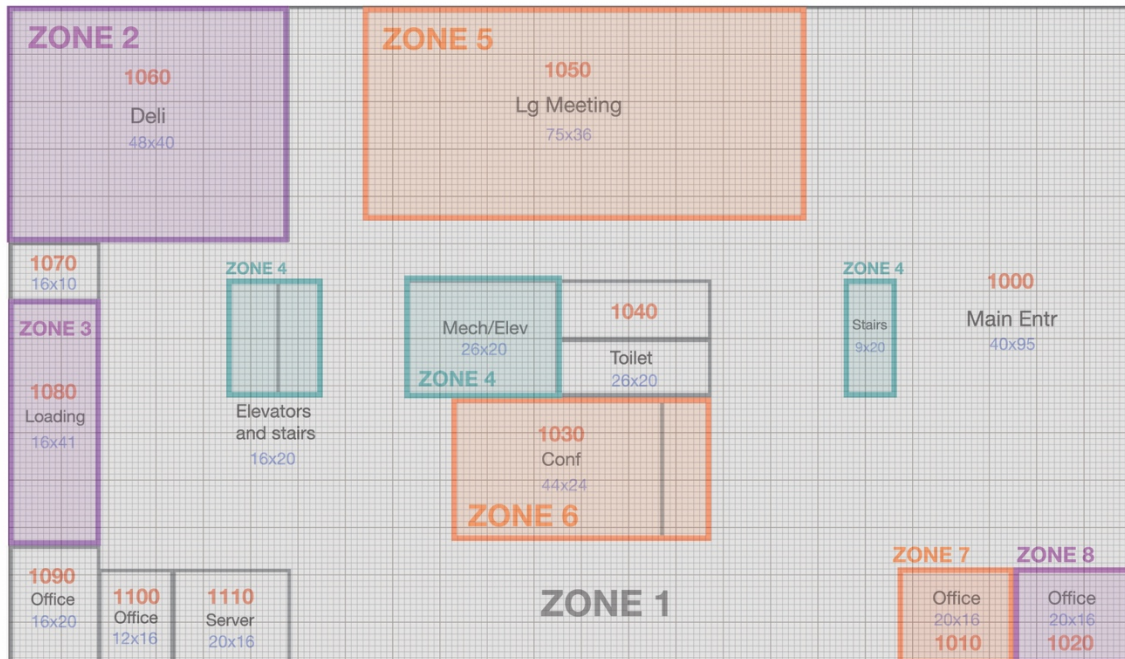 ZONE 2
1060
Deli
48x40
ZONE 5
1050
Lg Meeting
75x36
1070
16x10
ZONE 3
1080
Loading
16x41
ZONE 4
Elevators
and stairs
16x20
Mech/Elev
26x20
ZONE 4
1040
Toilet
26x20
1030
Conf
44x24
ZONE 6
ZONE 4
Stairs
9x20
1000
Main Entr
40x95
1090
Office
16x20
1100
Office
12x16
1110
Server
20x16
ZONE 1
ZONE 7
Office
20x16
1010
ZONE 8
Office
20x16
1020